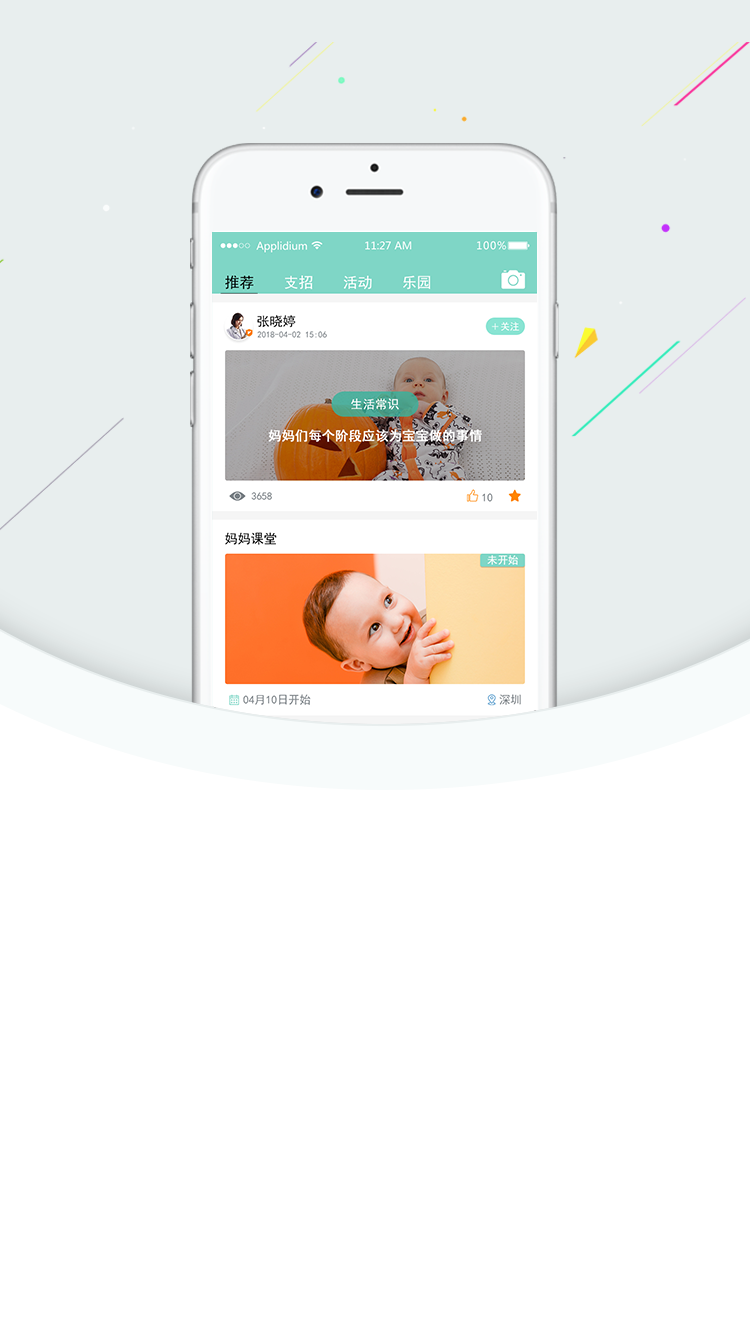 Applidium 11:27 AM 100%
推荐 支招 活动 乐园
张晓婷
2018-04-02 15:06
+关注
生活常识
妈妈们每个阶段应该为宝宝做的事情
3658 10
妈妈课堂
未开始
04月10日开始 深圳